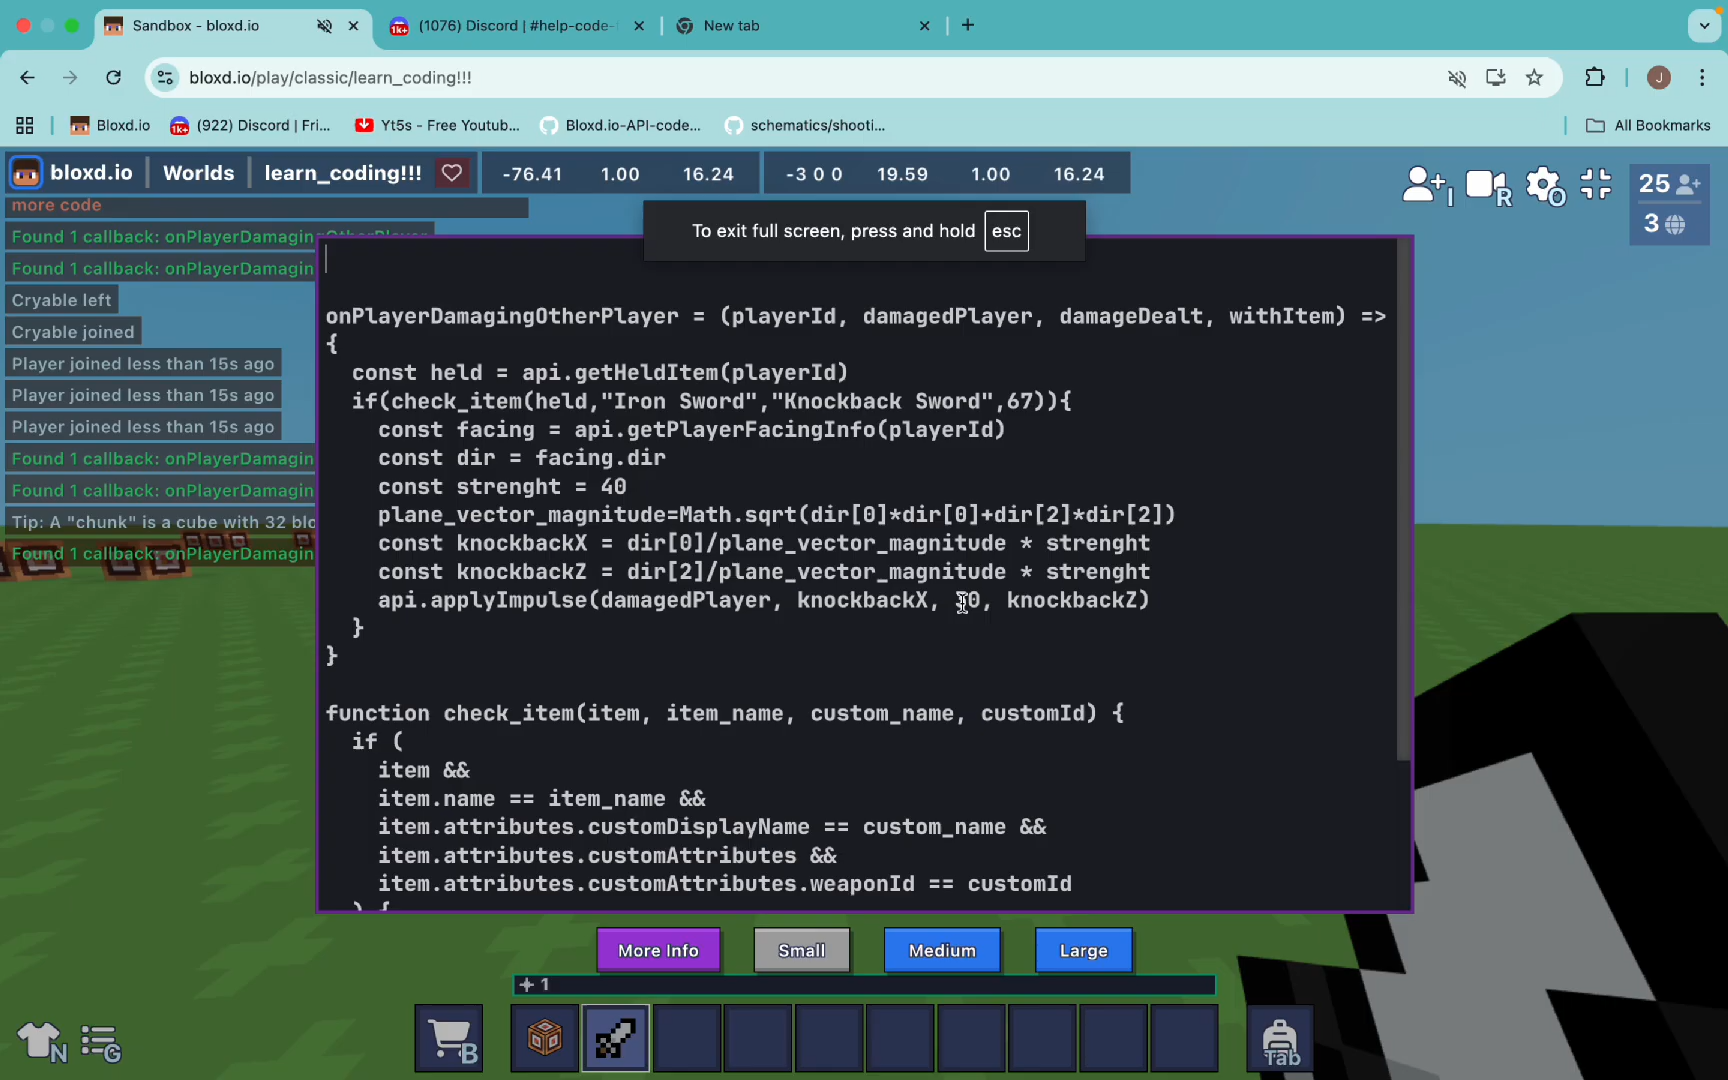 Sandbox - bloxd.io
(1076) Discord | #help-code-
New tab
bloxd.io/play/classic/learn_coding!!!
J
Bloxd.io
(922) Discord | Fri...
Yt5s - Free Youtub...
Bloxd.io-API-code...
schematics/shooti...
All Bookmarks
bloxd.io
Worlds
learn_coding!!!
-76.41 1.00 16.24
-3 0 0 19.59 1.00 16.24
I
R
O
25
3
more code
Found 1 callback: onPlayerDamagingOtherPlayer
Found 1 callback: onPlayerDamagin
Cryable left
Cryable joined
Player joined less than 15s ago
Player joined less than 15s ago
Player joined less than 15s ago
Found 1 callback: onPlayerDamagin
Found 1 callback: onPlayerDamagin
Tip: A "chunk" is a cube with 32 blo
Found 1 callback: onPlayerDamagin
To exit full screen, press and hold esc
onPlayerDamagingOtherPlayer = (playerId, damagedPlayer, damageDealt, withItem) =>
{
const held = api.getHeldItem(playerId)
if(check_item(held,"Iron Sword","Knockback Sword",67)){
const facing = api.getPlayerFacingInfo(playerId)
const dir = facing.dir
const strenght = 40
plane_vector_magnitude=Math.sqrt(dir[0]*dir[0]+dir[2]*dir[2])
const knockbackX = dir[0]/plane_vector_magnitude * strenght
const knockbackZ = dir[2]/plane_vector_magnitude * strenght
api.applyImpulse(damagedPlayer, knockbackX, knockbackZ)
}
}
function check_item(item, item_name, custom_name, customId) {
if (
item &&
item.name == item_name &&
item.attributes.customDisplayName == custom_name &&
item.attributes.customAttributes &&
item.attributes.customAttributes.weaponId == customId
) {
More Info
Small
Medium
Large
1
N
G
B
Tab